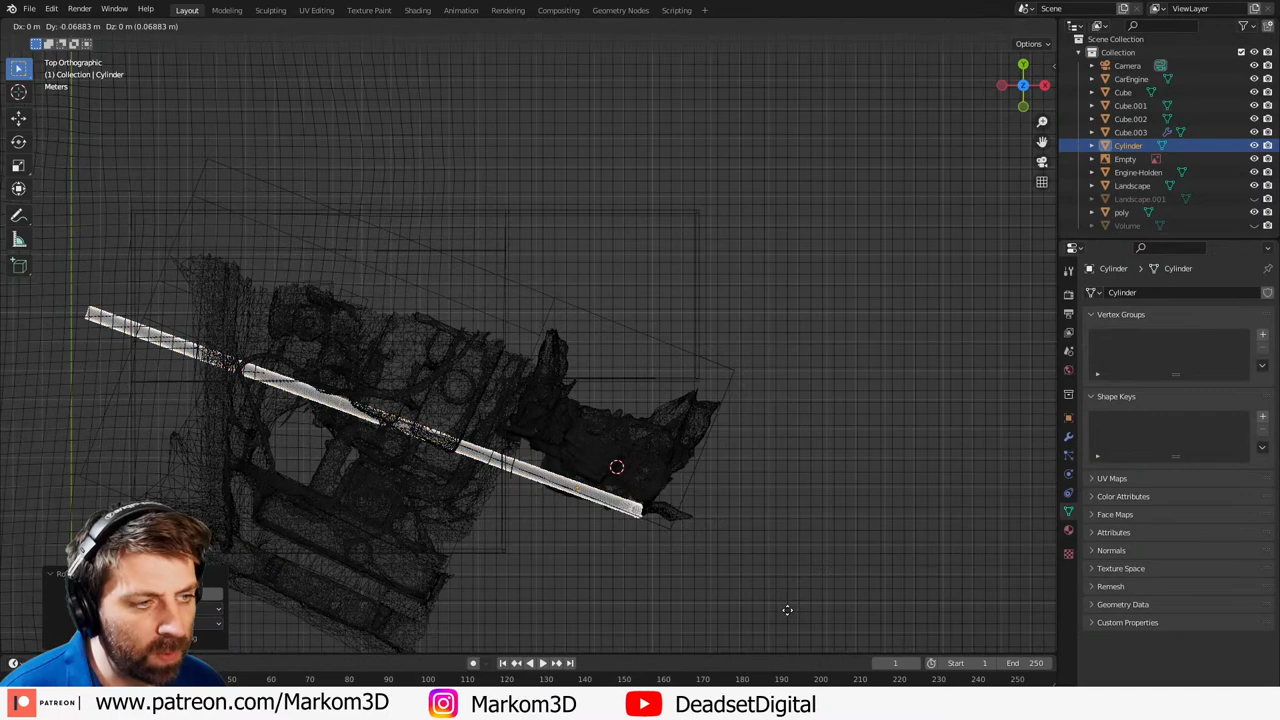 File Edit Render Window Help Layout Modeling Sculpting UV Editing Texture Paint Shading Animation Rendering Compositing Geometry Nodes Scripting + Scene ViewLayer
Dx: 0 m Dy: -0.06883 m Dz: 0 m (0.06883 m)
Options
Top Orthographic
(1) Collection | Cylinder
Meters
Y
X
Z
Scene Collection
Collection
Camera
CarEngine
Cube
Cube.001
Cube.002
Cube.003
Cylinder
Empty
Engine-Holden
Landscape
Landscape.001
poly
Volume
Cylinder > Cylinder
Cylinder
Vertex Groups
Shape Keys
UV Maps
Color Attributes
Face Maps
Attributes
Normals
Texture Space
Remesh
Geometry Data
Custom Properties
1 Start 1 End 250
50 60 70 80 90 100 110 120 130 140 150 160 170 180 190 200 210 220 230 240 250
PATREON www.patreon.com/Markom3D Markom3D DeadsetDigital